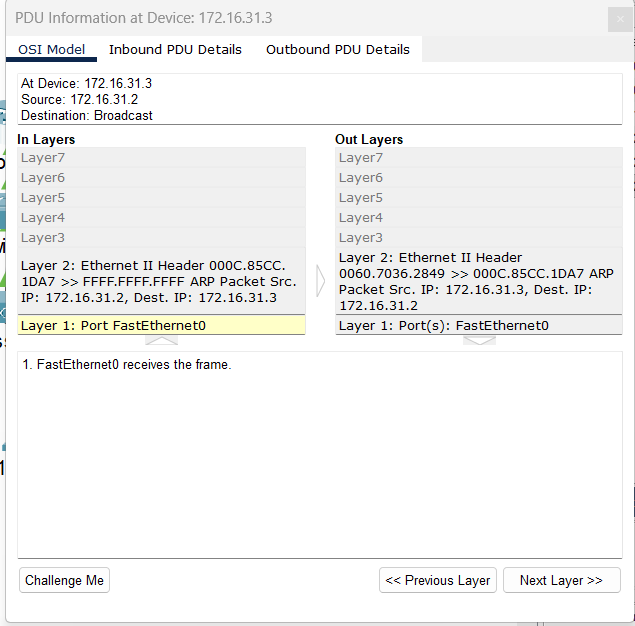 PDU Information at Device: 172.16.31.3
×
OSI Model
Inbound PDU Details
Outbound PDU Details
At Device: 172.16.31.3
Source: 172.16.31.2
Destination: Broadcast
In Layers
Layer7
Layer6
Layer5
Layer4
Layer3
Layer 2: Ethernet II Header 000C.85CC.
1DA7 >> FFFF.FFFF.FFFF ARP Packet Src.
IP: 172.16.31.2, Dest. IP: 172.16.31.3
Layer 1: Port FastEthernet0
Out Layers
Layer7
Layer6
Layer5
Layer4
Layer3
Layer 2: Ethernet II Header
0060.7036.2849 >> 000C.85CC.1DA7 ARP
Packet Src. IP: 172.16.31.3, Dest. IP:
172.16.31.2
Layer 1: Port(s): FastEthernet0
1. FastEthernet0 receives the frame.
Challenge Me
<< Previous Layer
Next Layer >>